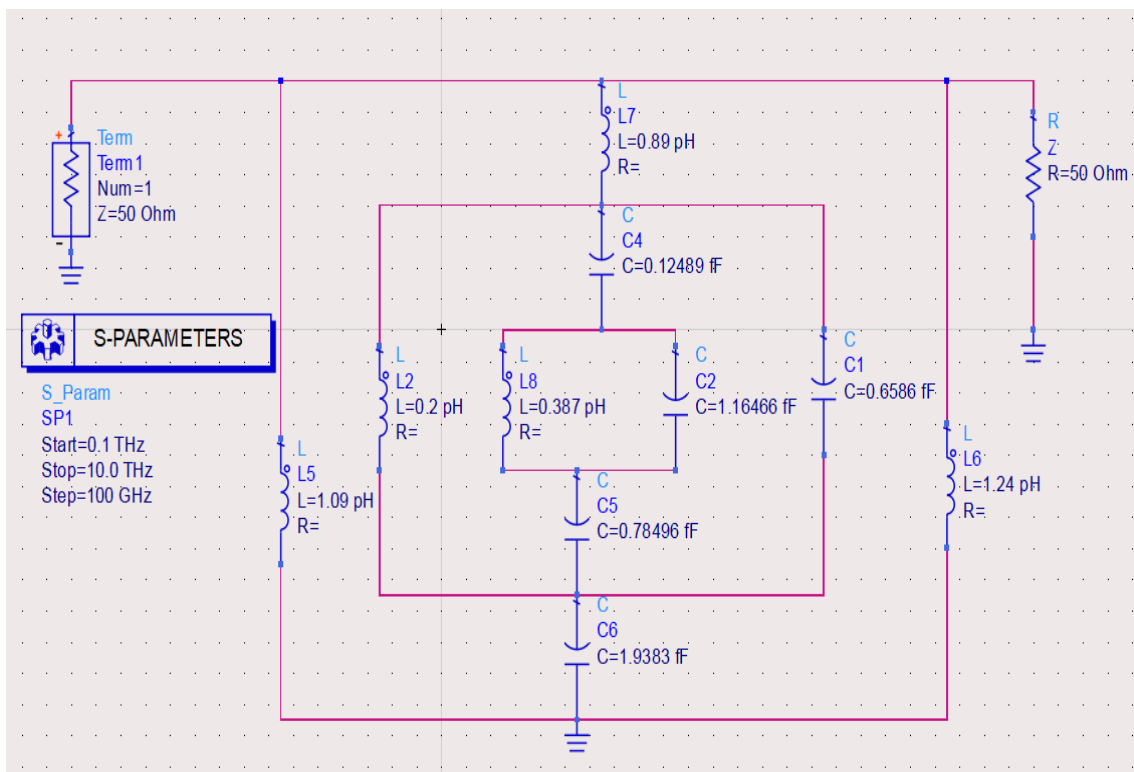 L
L7
L=0.89 pH
R=
R
Z
R=50 Ohm
+
Term
Term1
Num=1
Z=50 Ohm
-
C
C4
C=0.12489 fF
S-PARAMETERS
S_Param
SP1
Start=0.1 THz
Stop=10.0 THz
Step=100 GHz
L
L2
L=0.2 pH
R=
L
L8
L=0.387 pH
R=
C
C2
C=1.16466 fF
C
C1
C=0.6586 fF
L
L5
L=1.09 pH
R=
L
L6
L=1.24 pH
R=
C
C5
C=0.78496 fF
C
C6
C=1.9383 fF